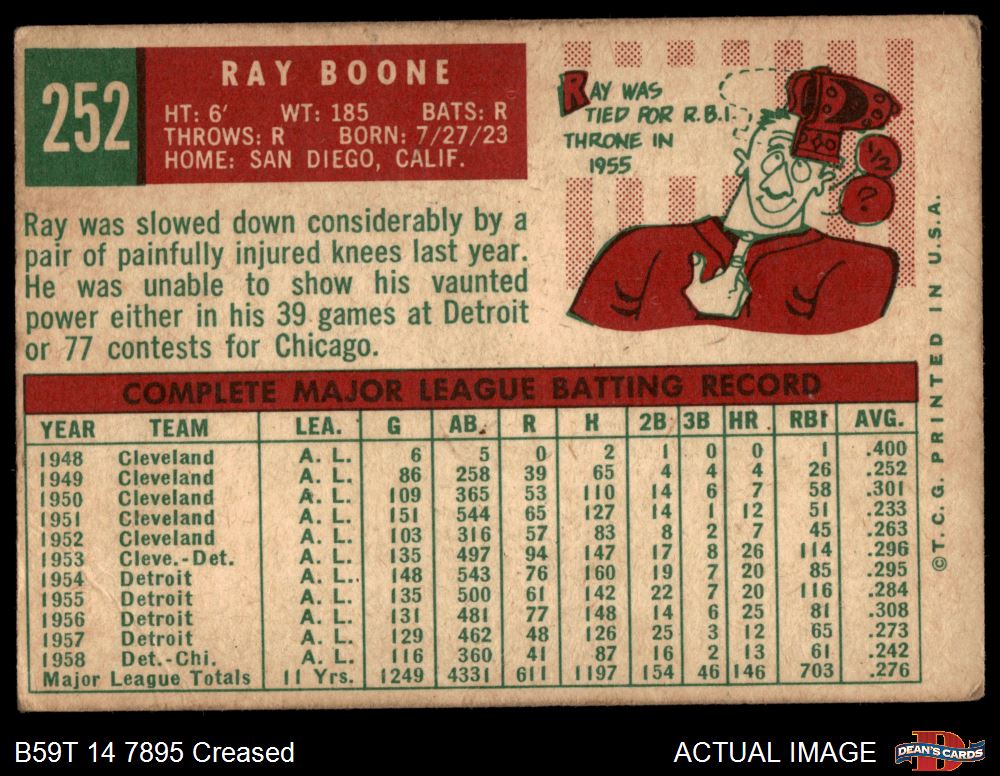 252
RAY BOONE
HT: 6' WT: 185 BATS: R
THROWS: R BORN: 7/27/23
HOME: SAN DIEGO, CALIF.
RAY WAS
TIED FOR R.B.I.
THRONE IN
1955
1/2
?
Ray was slowed down considerably by a
pair of painfully injured knees last year.
He was unable to show his vaunted
power either in his 39 games at Detroit
or 77 contests for Chicago.
COMPLETE MAJOR LEAGUE BATTING RECORD
YEAR TEAM LEA. G AB. R H 2B 3B HR. RBI AVG.
1948 Cleveland A. L. 6 5 0 2 1 0 0 1 .400
1949 Cleveland A. L. 86 258 39 65 4 4 4 26 .252
1950 Cleveland A. L. 109 365 53 110 14 6 7 58 .301
1951 Cleveland A. L. 151 544 65 127 14 1 12 51 .233
1952 Cleveland A. L. 103 316 57 83 8 2 7 45 .263
1953 Cleve.-Det. A. L. 135 497 94 147 17 8 26 114 .296
1954 Detroit A. L. 148 543 76 160 19 7 20 85 .295
1955 Detroit A. L. 135 500 61 142 22 7 20 116 .284
1956 Detroit A. L. 131 481 77 148 14 6 25 81 .308
1957 Detroit A. L. 129 462 48 126 25 3 12 65 .273
1958 Det.-Chi. A. L. 116 360 41 87 16 2 13 61 .242
Major League Totals 11 Yrs. 1249 4331 611 1197 154 46 146 703 .276
©T.C.G. PRINTED IN U.S.A.
B59T 14 7895 Creased
ACTUAL IMAGE
DEAN'S CARDS